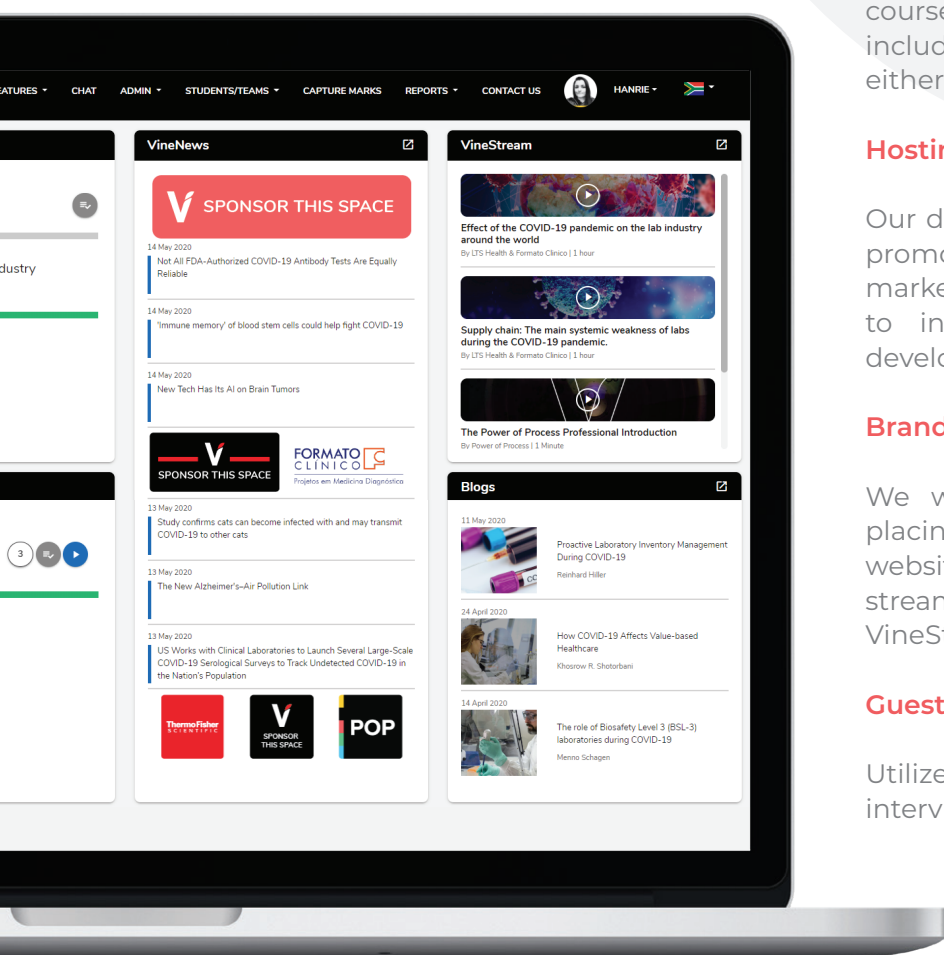 EATURES
CHAT
ADMIN
STUDENTS/TEAMS
CAPTURE MARKS
REPORTS
CONTACT US
HANRIE
dustry
3
VineNews
V SPONSOR THIS SPACE
14 May 2020
Not All FDA-Authorized COVID-19 Antibody Tests Are Equally
Reliable
14 May 2020
'Immune memory' of blood stem cells could help fight COVID-19
14 May 2020
New Tech Has Its AI on Brain Tumors
V
SPONSOR THIS SPACE
FORMATO
CLÍNICO
Projetos em Medicina Diagnóstica
13 May 2020
Study confirms cats can become infected with and may transmit
COVID-19 to other cats
13 May 2020
The New Alzheimer's–Air Pollution Link
13 May 2020
US Works with Clinical Laboratories to Launch Several Large-Scale
COVID-19 Serological Surveys to Track Undetected COVID-19 in
the Nation's Population
ThermoFisher
SCIENTIFIC
V
SPONSOR
THIS SPACE
POP
VineStream
Effect of the COVID-19 pandemic on the lab industry
around the world
By LTS Health & Formato Clinico | 1 hour
Supply chain: The main systemic weakness of labs
during the COVID-19 pandemic.
By LTS Health & Formato Clinico | 1 hour
The Power of Process Professional Introduction
By Power of Process | 1 Minute
Blogs
11 May 2020
Proactive Laboratory Inventory Management
During COVID-19
Reinhard Hiller
24 April 2020
How COVID-19 Affects Value-based
Healthcare
Khosrow R. Shotorbani
14 April 2020
The role of Biosafety Level 3 (BSL-3)
laboratories during COVID-19
Menno Schagen
course
includ
either
Hostin
Our d
promo
marke
to in
develo
Brand
We w
placin
websit
stream
VineSt
Guest
Utilize
interv